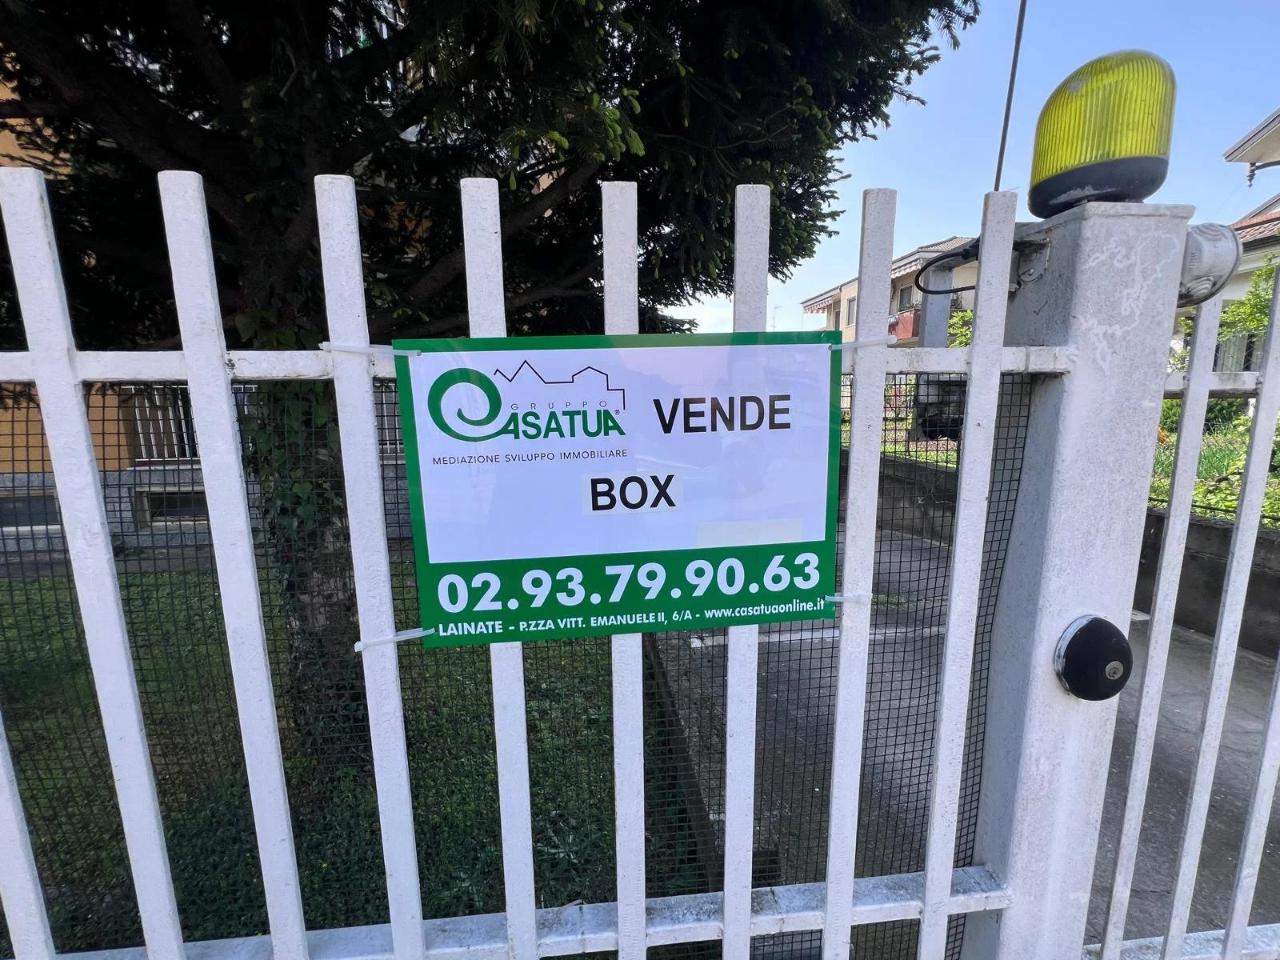 GRUPPO
CASATUA®
MEDIAZIONE SVILUPPO IMMOBILIARE
VENDE
BOX
02.93.79.90.63
LAINATE - P.ZZA VITT. EMANUELE II, 6/A - www.casatuaonline.it